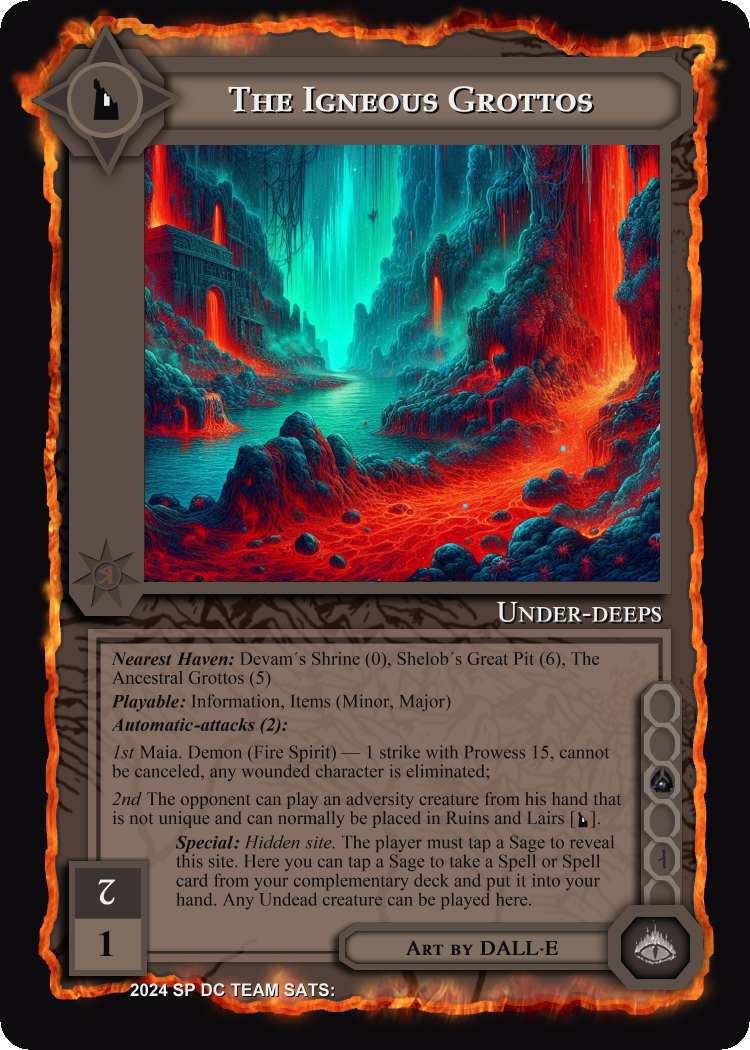 The Igneous Grottos
Under-deeps
Nearest Haven: Devam´s Shrine (0), Shelob´s Great Pit (6), The
Ancestral Grottos (5)
Playable: Information, Items (Minor, Major)
Automatic-attacks (2):
1st Maia. Demon (Fire Spirit) — 1 strike with Prowess 15, cannot
be canceled, any wounded character is eliminated;
2nd The opponent can play an adversity creature from his hand that
is not unique and can normally be placed in Ruins and Lairs [ ].
Special: Hidden site. The player must tap a Sage to reveal
this site. Here you can tap a Sage to take a Spell or Spell
card from your complementary deck and put it into your
hand. Any Undead creature can be played here.
1
Art by DALL·E
2024 SP DC TEAM SATS: